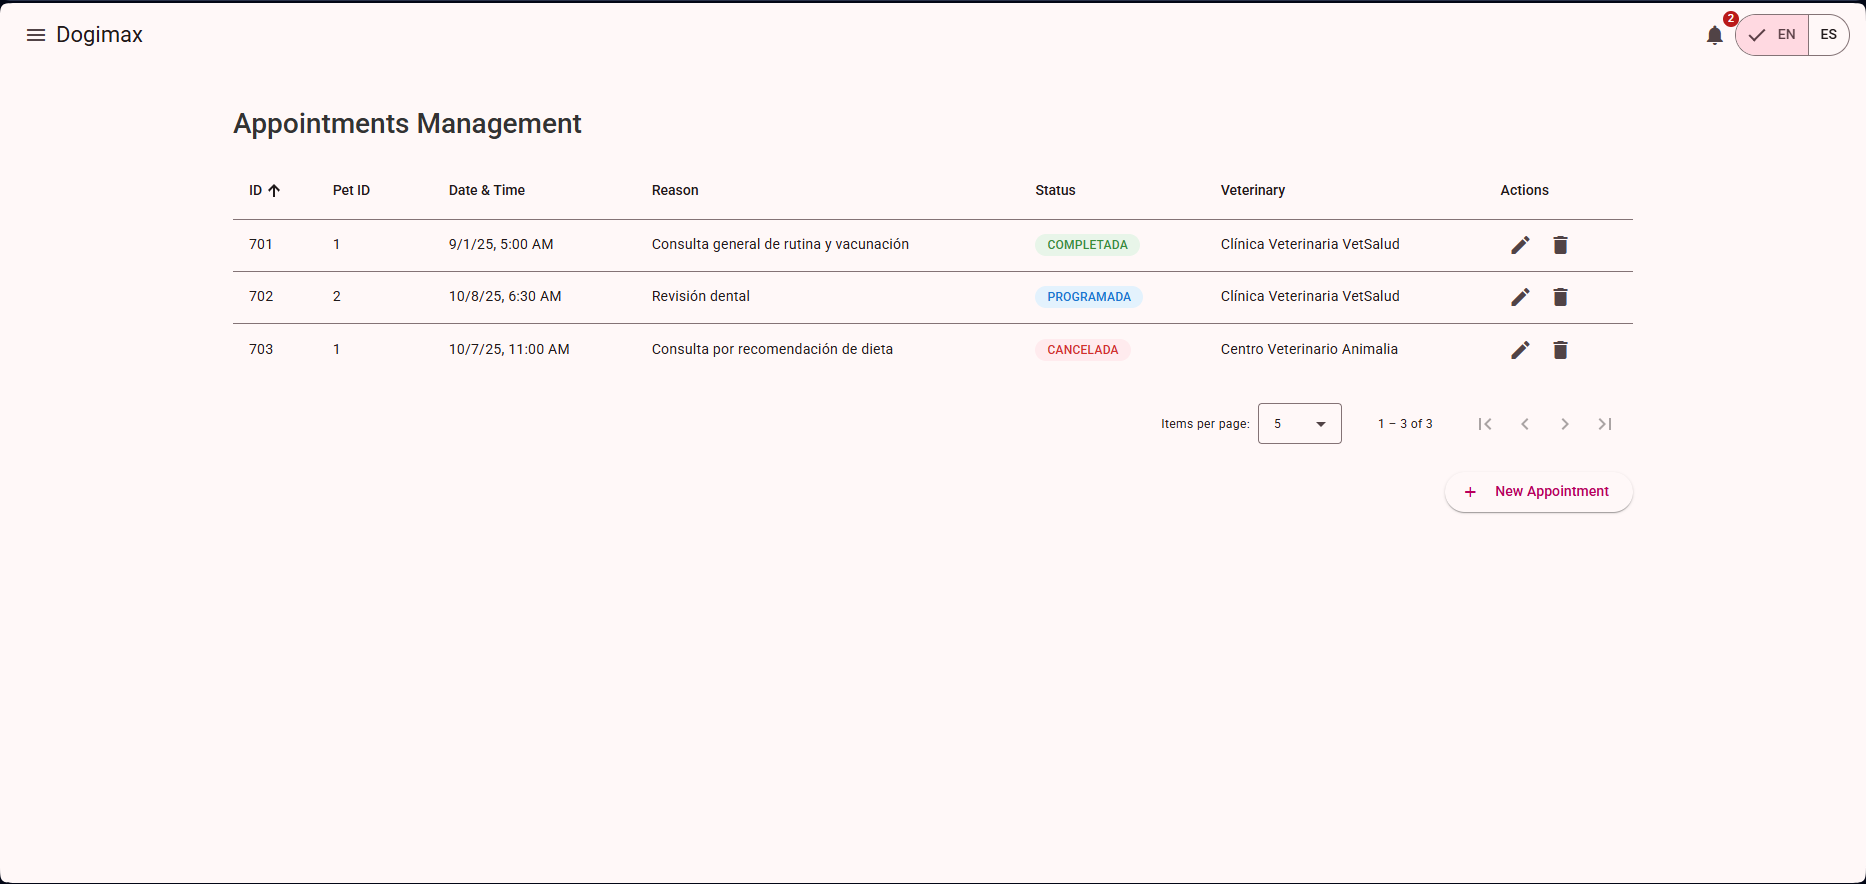 Dogimax
2
EN
ES
Appointments Management
ID Pet ID Date & Time Reason Status Veterinary Actions
701 1 9/1/25, 5:00 AM Consulta general de rutina y vacunación COMPLETADA Clínica Veterinaria VetSalud
702 2 10/8/25, 6:30 AM Revisión dental PROGRAMADA Clínica Veterinaria VetSalud
703 1 10/7/25, 11:00 AM Consulta por recomendación de dieta CANCELADA Centro Veterinario Animalia
Items per page: 5 1 – 3 of 3
+ New Appointment